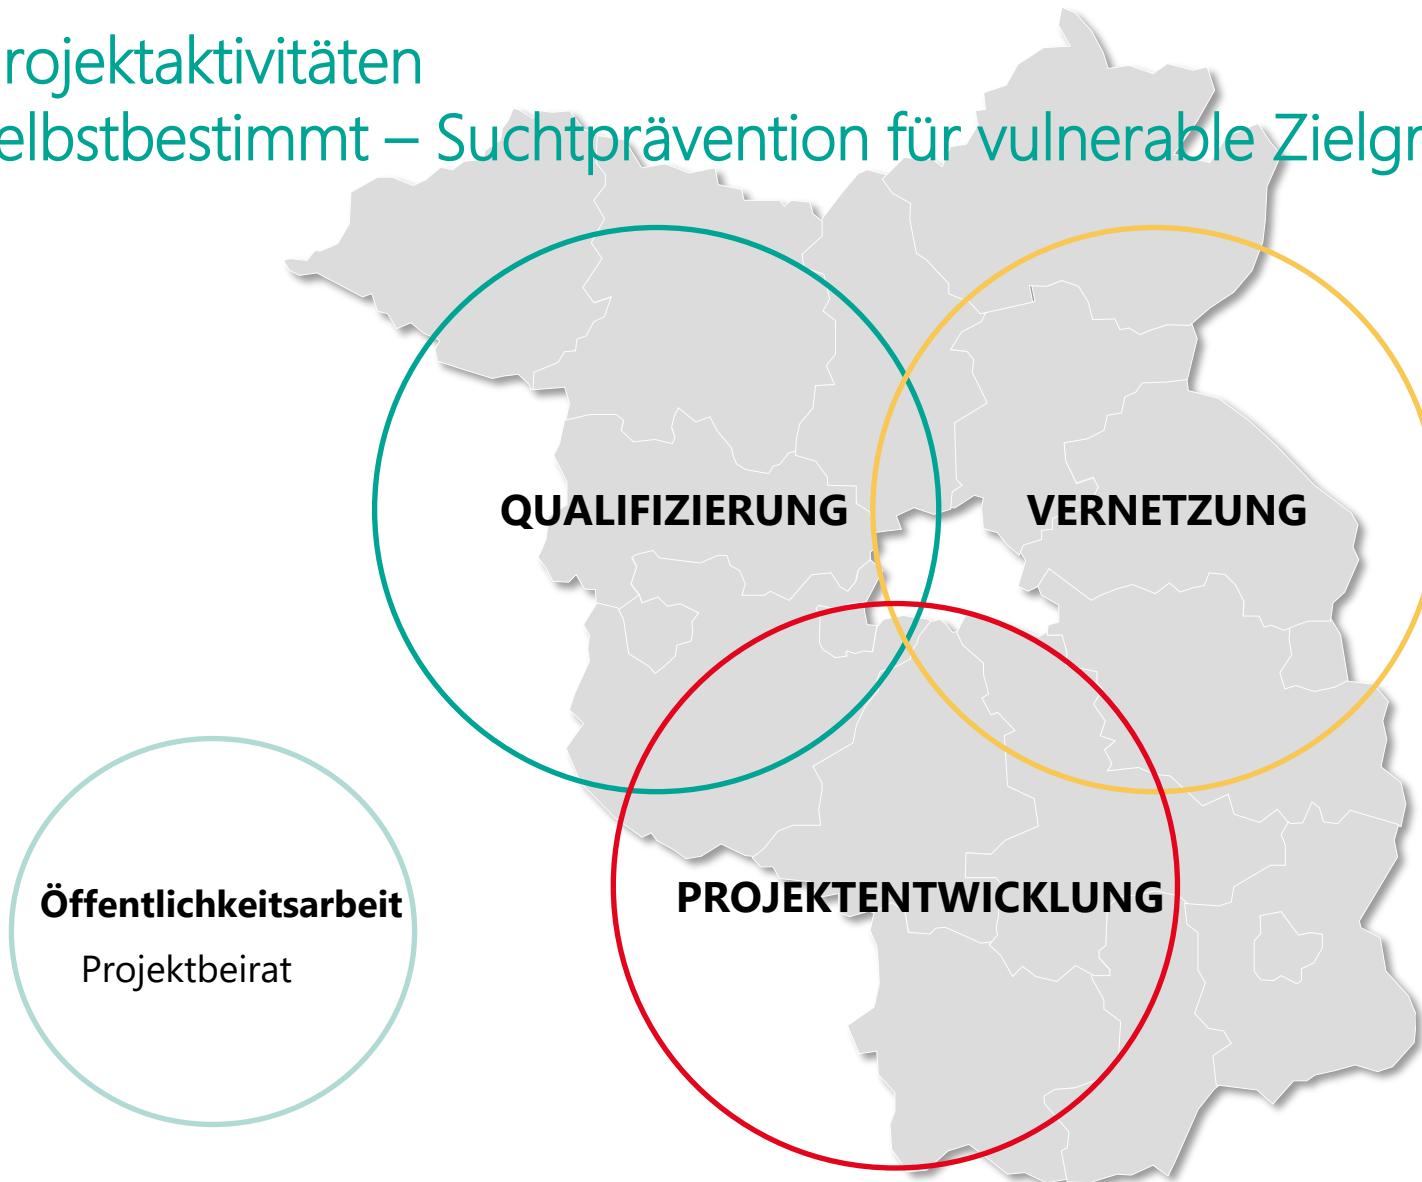 rojektaktivitäten
elbstbestimmt – Suchtprävention für vulnerable Zielgr
QUALIFIZIERUNG
VERNETZUNG
PROJEKTENTWICKLUNG
Öffentlichkeitsarbeit
Projektbeirat